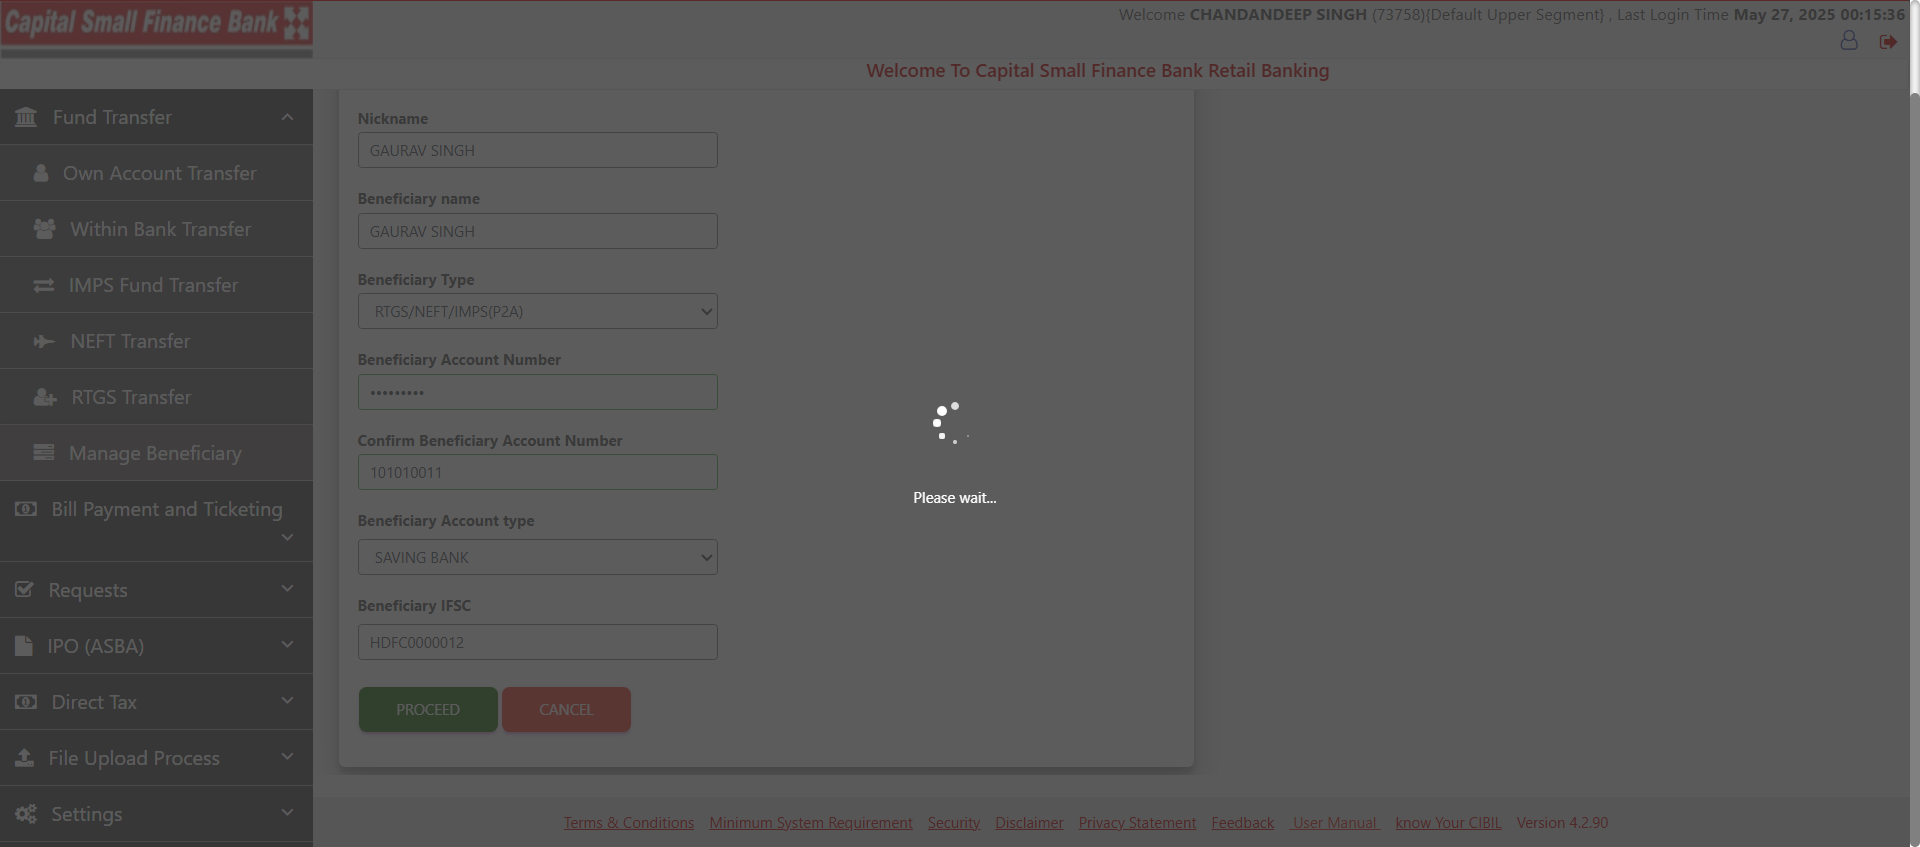 Capital Small Finance Bank
Welcome CHANDANDEEP SINGH (73758){Default Upper Segment} , Last Login Time May 27, 2025 00:15:36
Welcome To Capital Small Finance Bank Retail Banking
Fund Transfer
Own Account Transfer
Within Bank Transfer
IMPS Fund Transfer
NEFT Transfer
RTGS Transfer
Manage Beneficiary
Bill Payment and Ticketing
Requests
IPO (ASBA)
Direct Tax
File Upload Process
Settings
Nickname
GAURAV SINGH
Beneficiary name
GAURAV SINGH
Beneficiary Type
RTGS/NEFT/IMPS(P2A)
Beneficiary Account Number
•••••••••
Confirm Beneficiary Account Number
101010011
Beneficiary Account type
SAVING BANK
Beneficiary IFSC
HDFC0000012
PROCEED CANCEL
Please wait...
Terms & Conditions Minimum System Requirement Security Disclaimer Privacy Statement Feedback User Manual know Your CIBIL Version 4.2.90